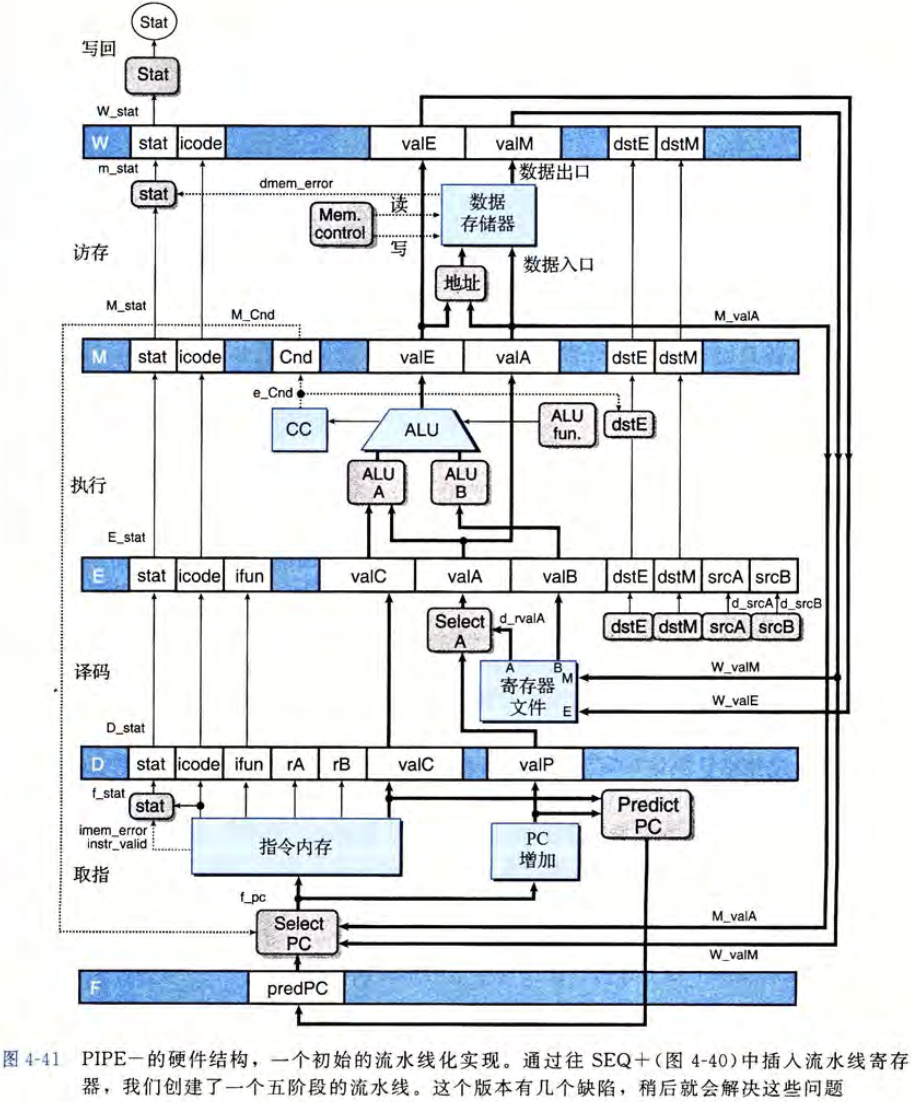 Stat
写回
Stat
W_stat
W stat icode valE valM dstE dstM
m_stat
数据出口
stat
dmem_error
读
数据
存储器
Mem.
control
写
访存
数据入口
地址
M_stat
M_Cnd
M_valA
M stat icode Cnd valE valA dstE dstM
e_Cnd
CC
ALU
ALU
fun.
dstE
ALU
A
ALU
B
执行
E_stat
E stat icode ifun valC valA valB dstE dstM srcA srcB
d_srcA d_srcB
Select
A
d_rvalA
dstE dstM srcA srcB
A B
M
寄存器
文件
E
W_valM
W_valE
译码
D_stat
D stat icode ifun rA rB valC valP
f_stat
stat
Predict
PC
imem_error
instr_valid
指令内存
PC
增加
取指
f_pc
Select
PC
M_valA
W_valM
F predPC
图 4-41 PIPE-的硬件结构，一个初始的流水线化实现。通过往 SEQ+(图 4-40)中插入流水线寄存
器，我们创建了一个五阶段的流水线。这个版本有几个缺陷，稍后就会解决这些问题